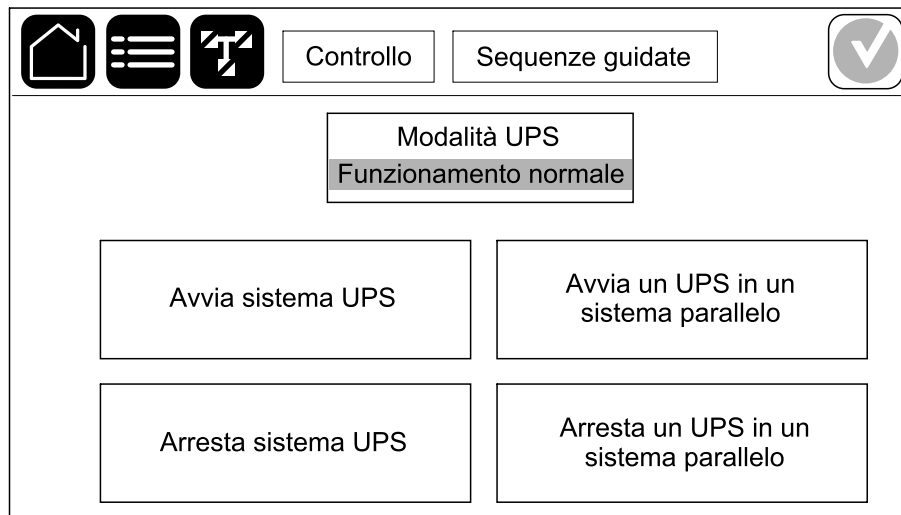 Controllo
Sequenze guidate
Modalità UPS
Funzionamento normale
Avvia sistema UPS
Avvia un UPS in un
sistema parallelo
Arresta sistema UPS
Arresta un UPS in un
sistema parallelo